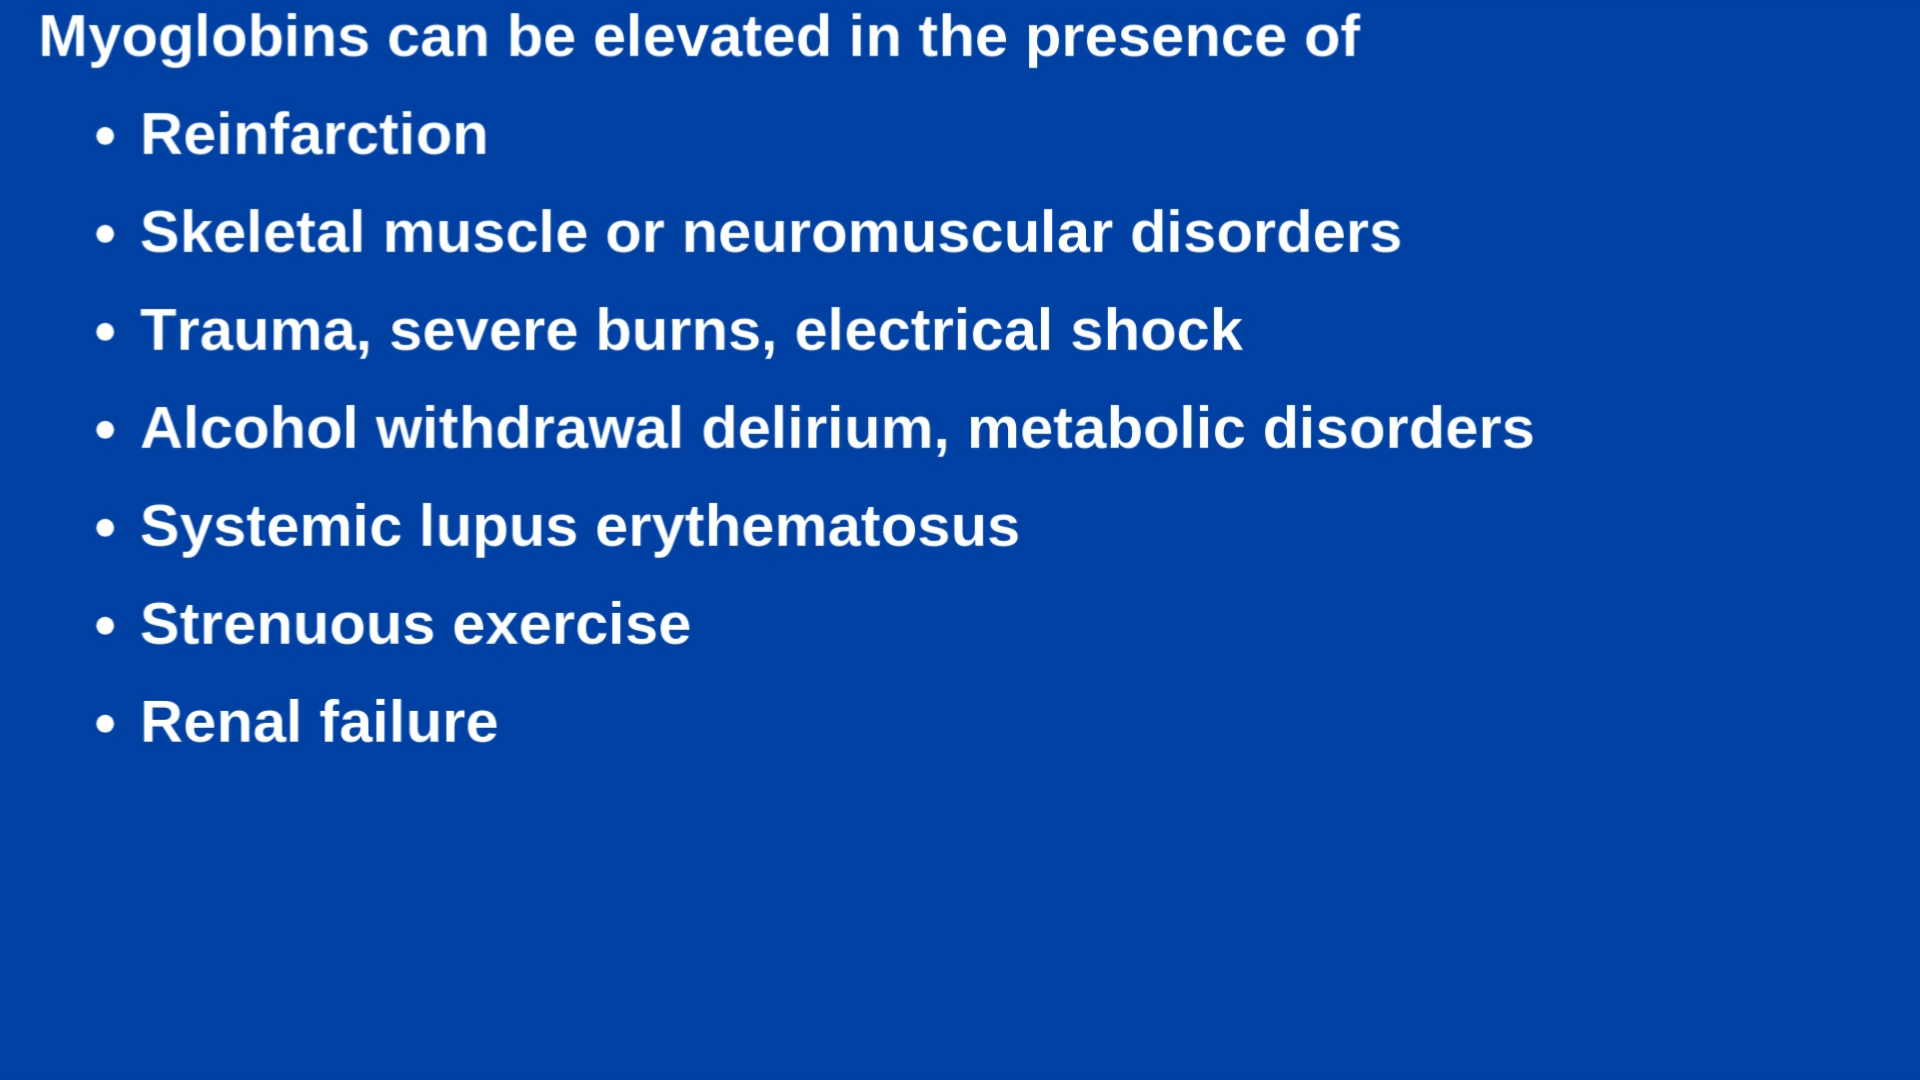 Myoglobins can be elevated in the presence of
• Reinfarction
• Skeletal muscle or neuromuscular disorders
• Trauma, severe burns, electrical shock
• Alcohol withdrawal delirium, metabolic disorders
• Systemic lupus erythematosus
• Strenuous exercise
• Renal failure